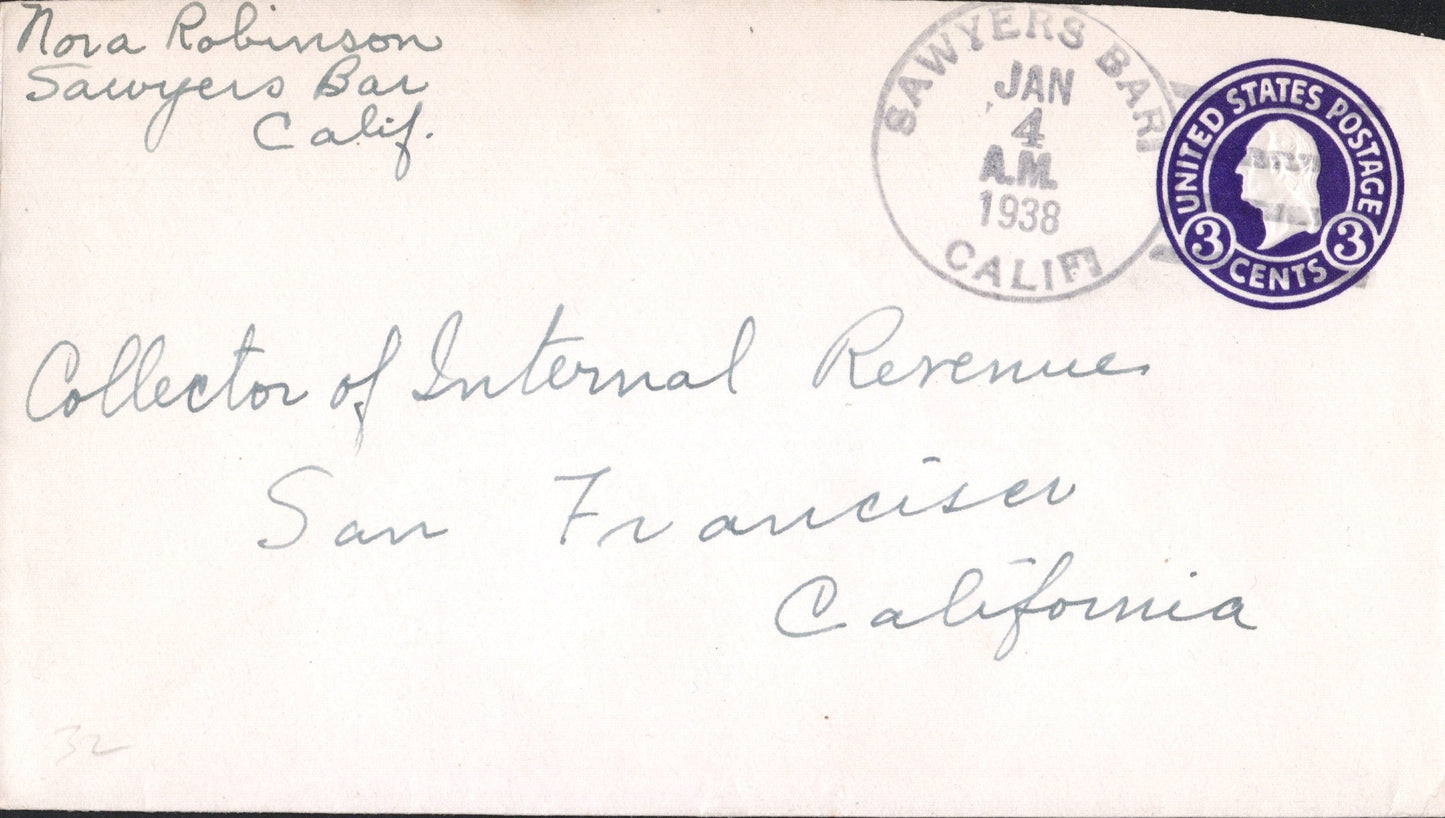 Nora Robinson
Sawyers Bar
Calif.
SAWYERS BAR
JAN
4
A.M.
1938
CALIF.
UNITED STATES POSTAGE
3 CENTS 3
Collector of Internal Revenue
San Francisco
California
32